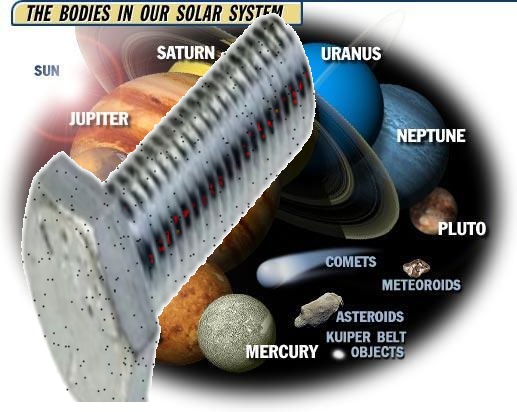 THE BODIES IN OUR SOLAR SYSTEM
SATURN
URANUS
SUN
JUPITER
NEPTUNE
PLUTO
COMETS
METEOROIDS
ASTEROIDS
KUIPER BELT
OBJECTS
MERCURY